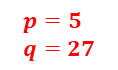 p = 5
q = 27